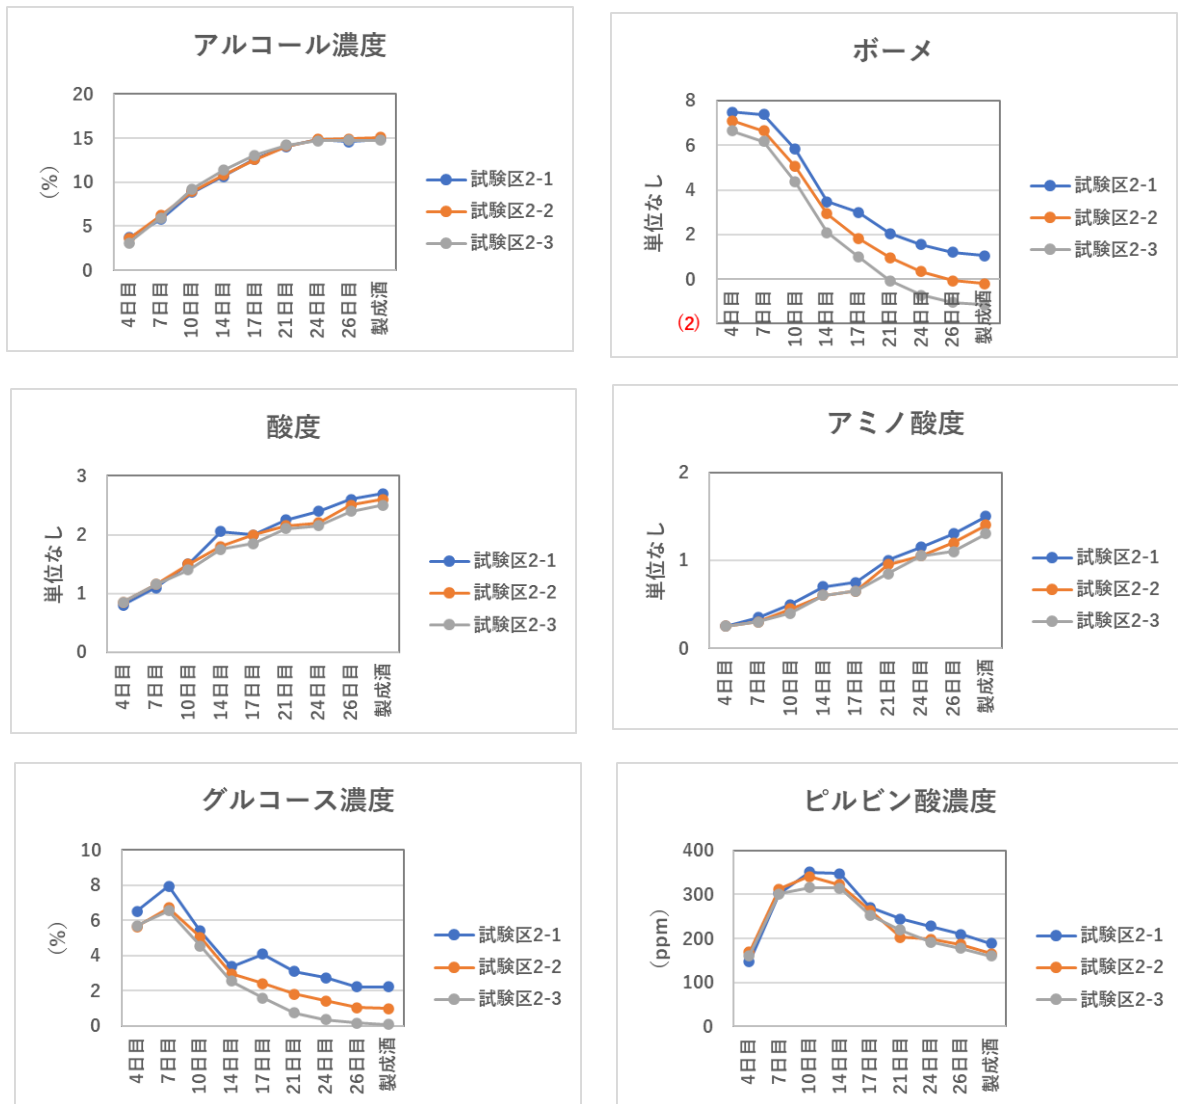 アルコール濃度
20
15
10
5
0
(%)
4日目
7日目
10日目
14日目
17日目
21日目
24日目
26日目
製成酒
試験区2-1
試験区2-2
試験区2-3
ボーメ
8
6
4
2
0
(2)
単位なし
4日目
7日目
10日目
14日目
17日目
21日目
24日目
26日目
製成酒
試験区2-1
試験区2-2
試験区2-3
酸度
3
2
1
0
単位なし
4日目
7日目
10日目
14日目
17日目
21日目
24日目
26日目
製成酒
試験区2-1
試験区2-2
試験区2-3
アミノ酸度
2
1
0
単位なし
4日目
7日目
10日目
14日目
17日目
21日目
24日目
26日目
製成酒
試験区2-1
試験区2-2
試験区2-3
グルコース濃度
10
8
6
4
2
0
(%)
4日目
7日目
10日目
14日目
17日目
21日目
24日目
26日目
製成酒
試験区2-1
試験区2-2
試験区2-3
ピルビン酸濃度
400
300
200
100
0
(ppm)
4日目
7日目
10日目
14日目
17日目
21日目
24日目
26日目
製成酒
試験区2-1
試験区2-2
試験区2-3